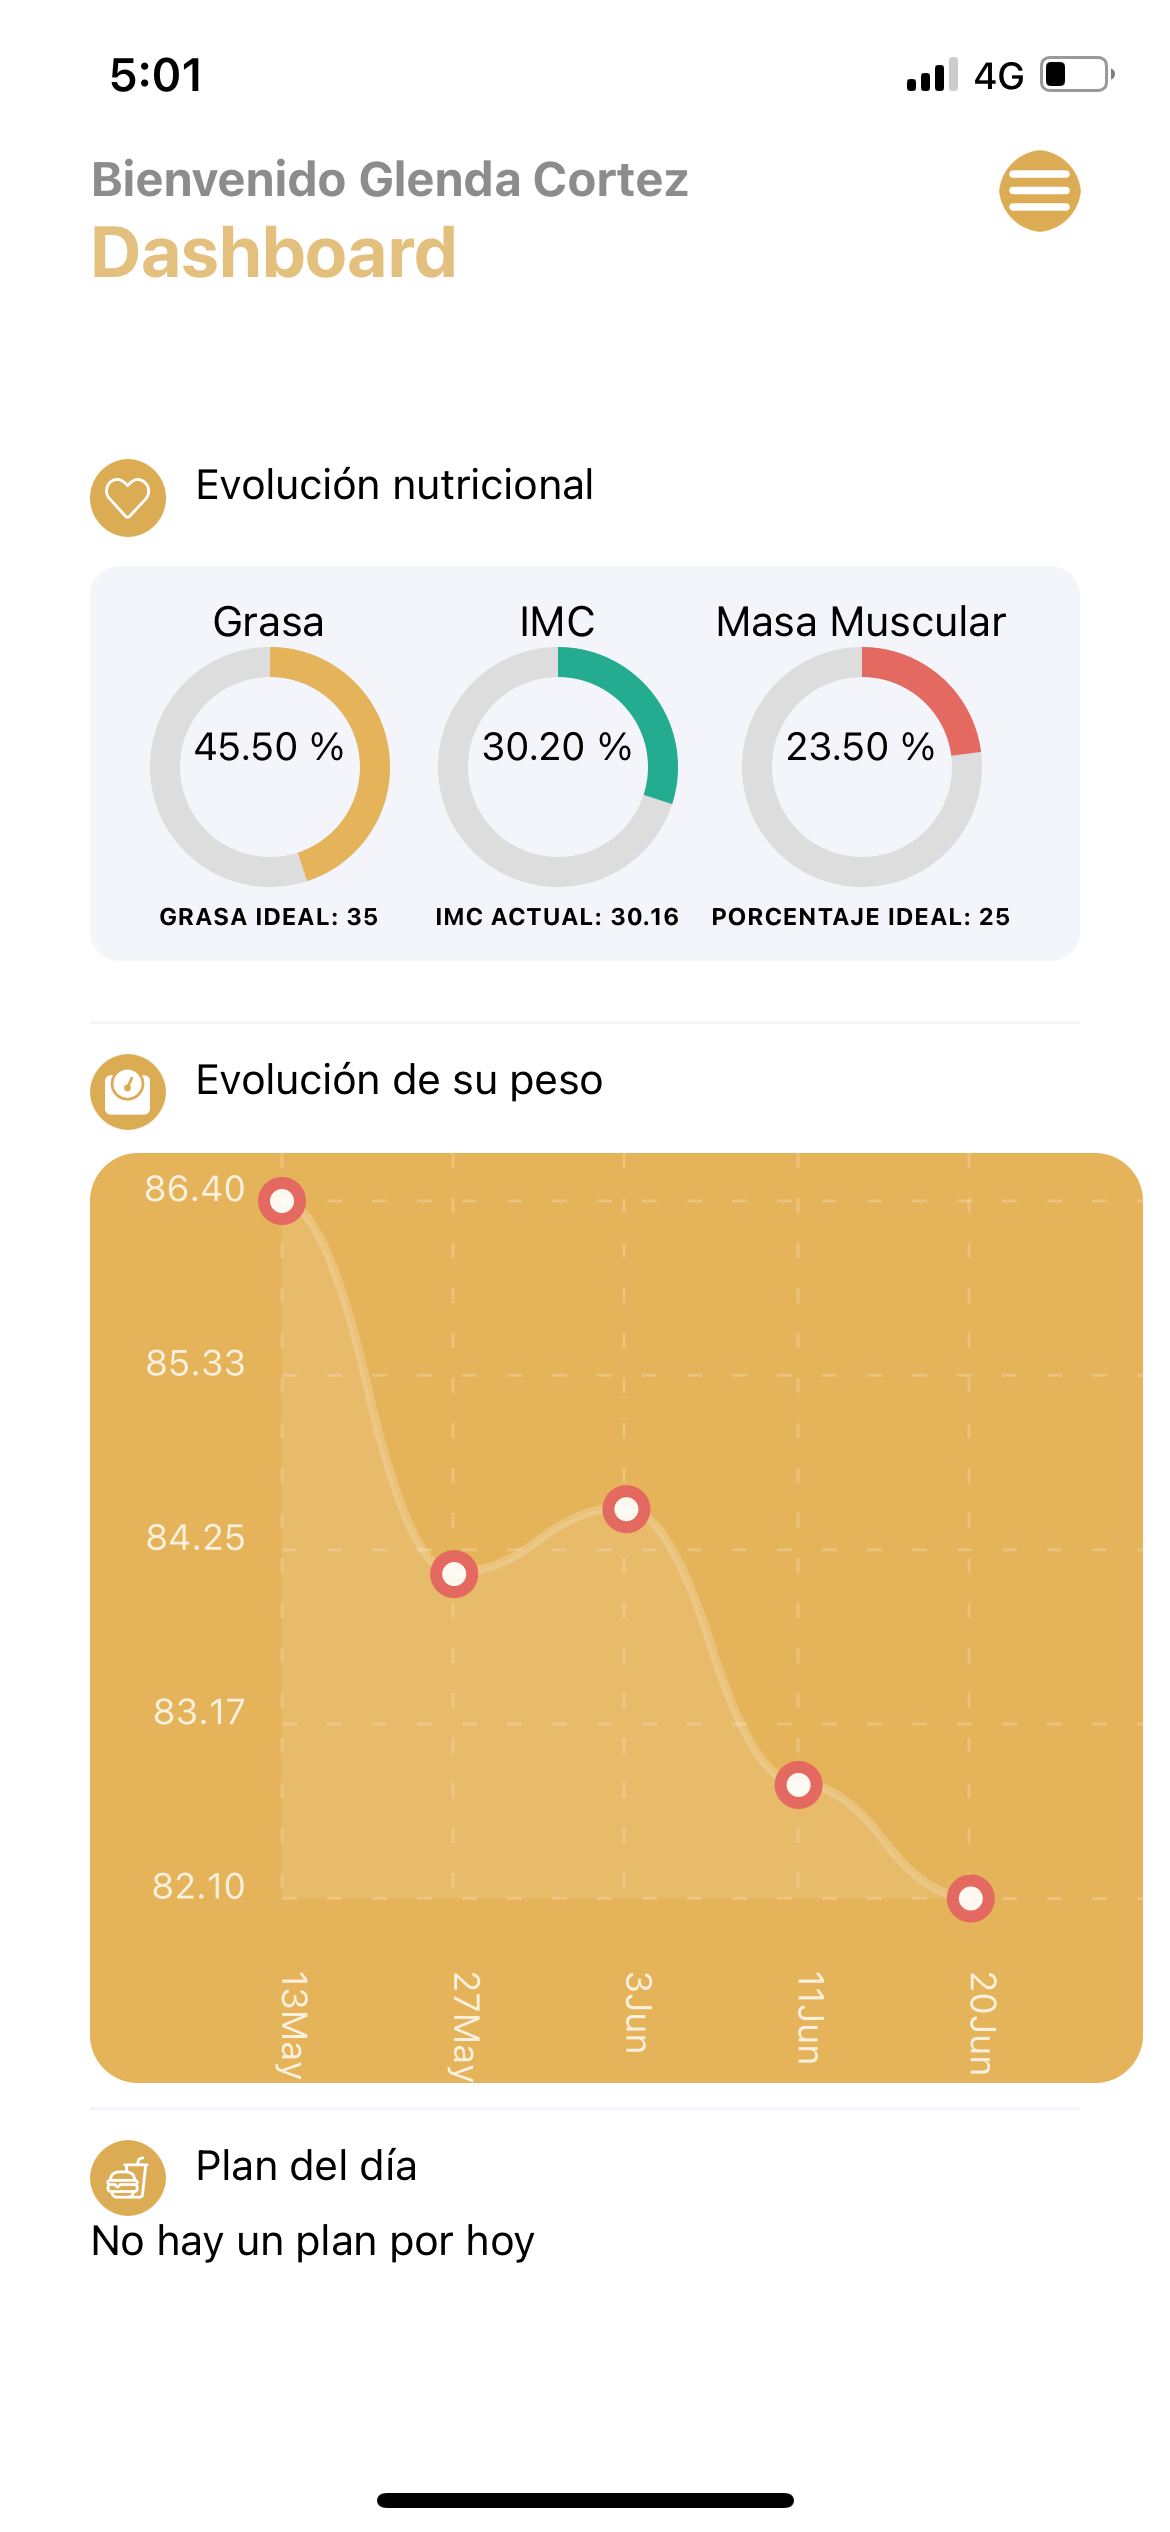 5:01
4G
Bienvenido Glenda Cortez
Dashboard
Evolución nutricional
Grasa IMC Masa Muscular
45.50 % 30.20 % 23.50 %
GRASA IDEAL: 35 IMC ACTUAL: 30.16 PORCENTAJE IDEAL: 25
Evolución de su peso
86.40
85.33
84.25
83.17
82.10
13May 27May 3Jun 11Jun 20Jun
Plan del día
No hay un plan por hoy